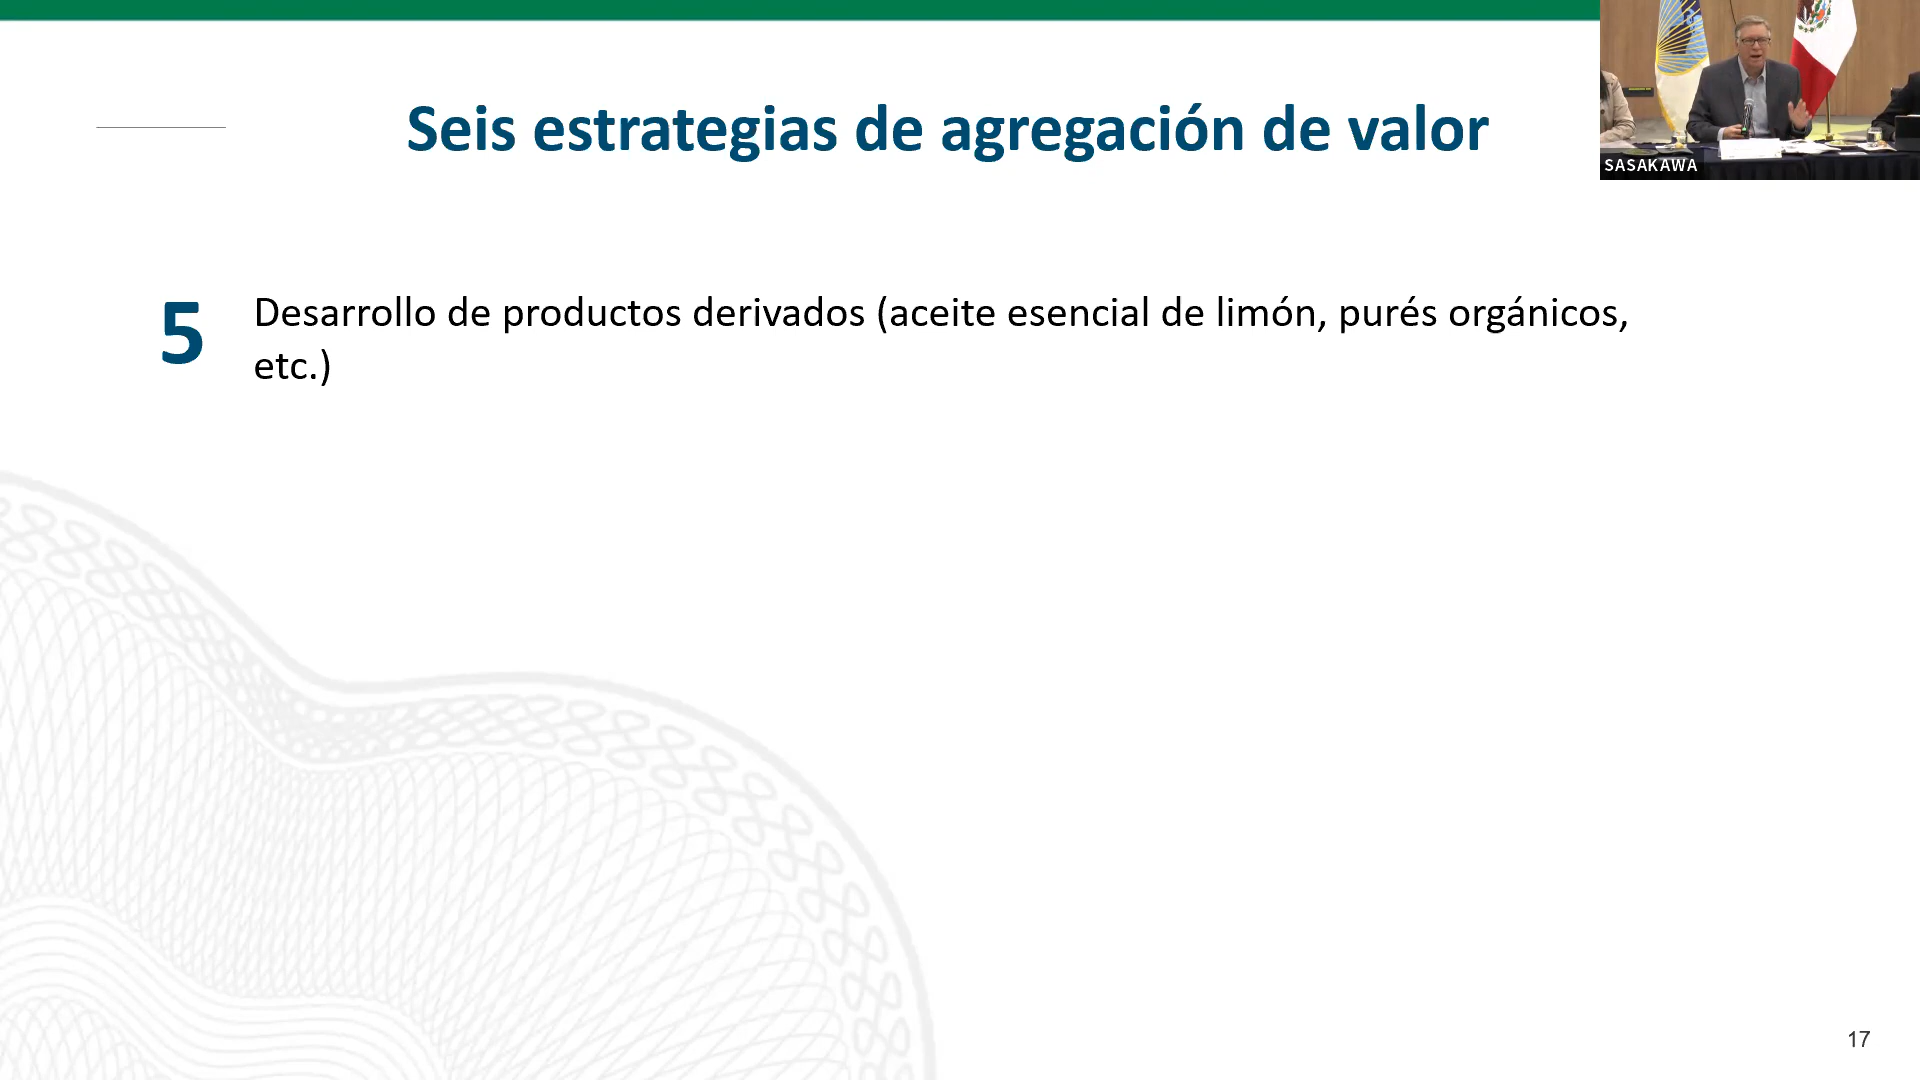 Seis estrategias de agregación de valor
SASAKAWA
5
Desarrollo de productos derivados (aceite esencial de limón, purés orgánicos,
etc.)
17